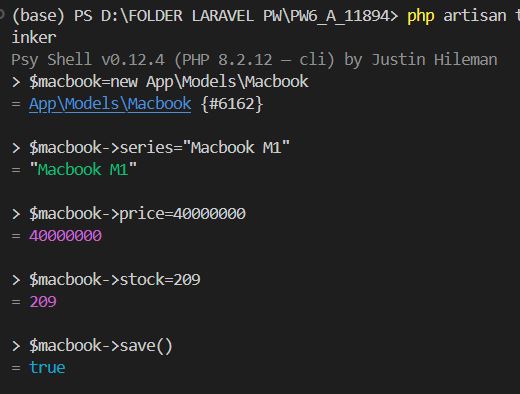 (base) PS D:\FOLDER LARAVEL PW\PW6_A_11894> php artisan t
inker
Psy Shell v0.12.4 (PHP 8.2.12 — cli) by Justin Hileman
> $macbook=new App\Models\Macbook
= App\Models\Macbook {#6162}
> $macbook->series="Macbook M1"
= "Macbook M1"
> $macbook->price=40000000
= 40000000
> $macbook->stock=209
= 209
> $macbook->save()
= true